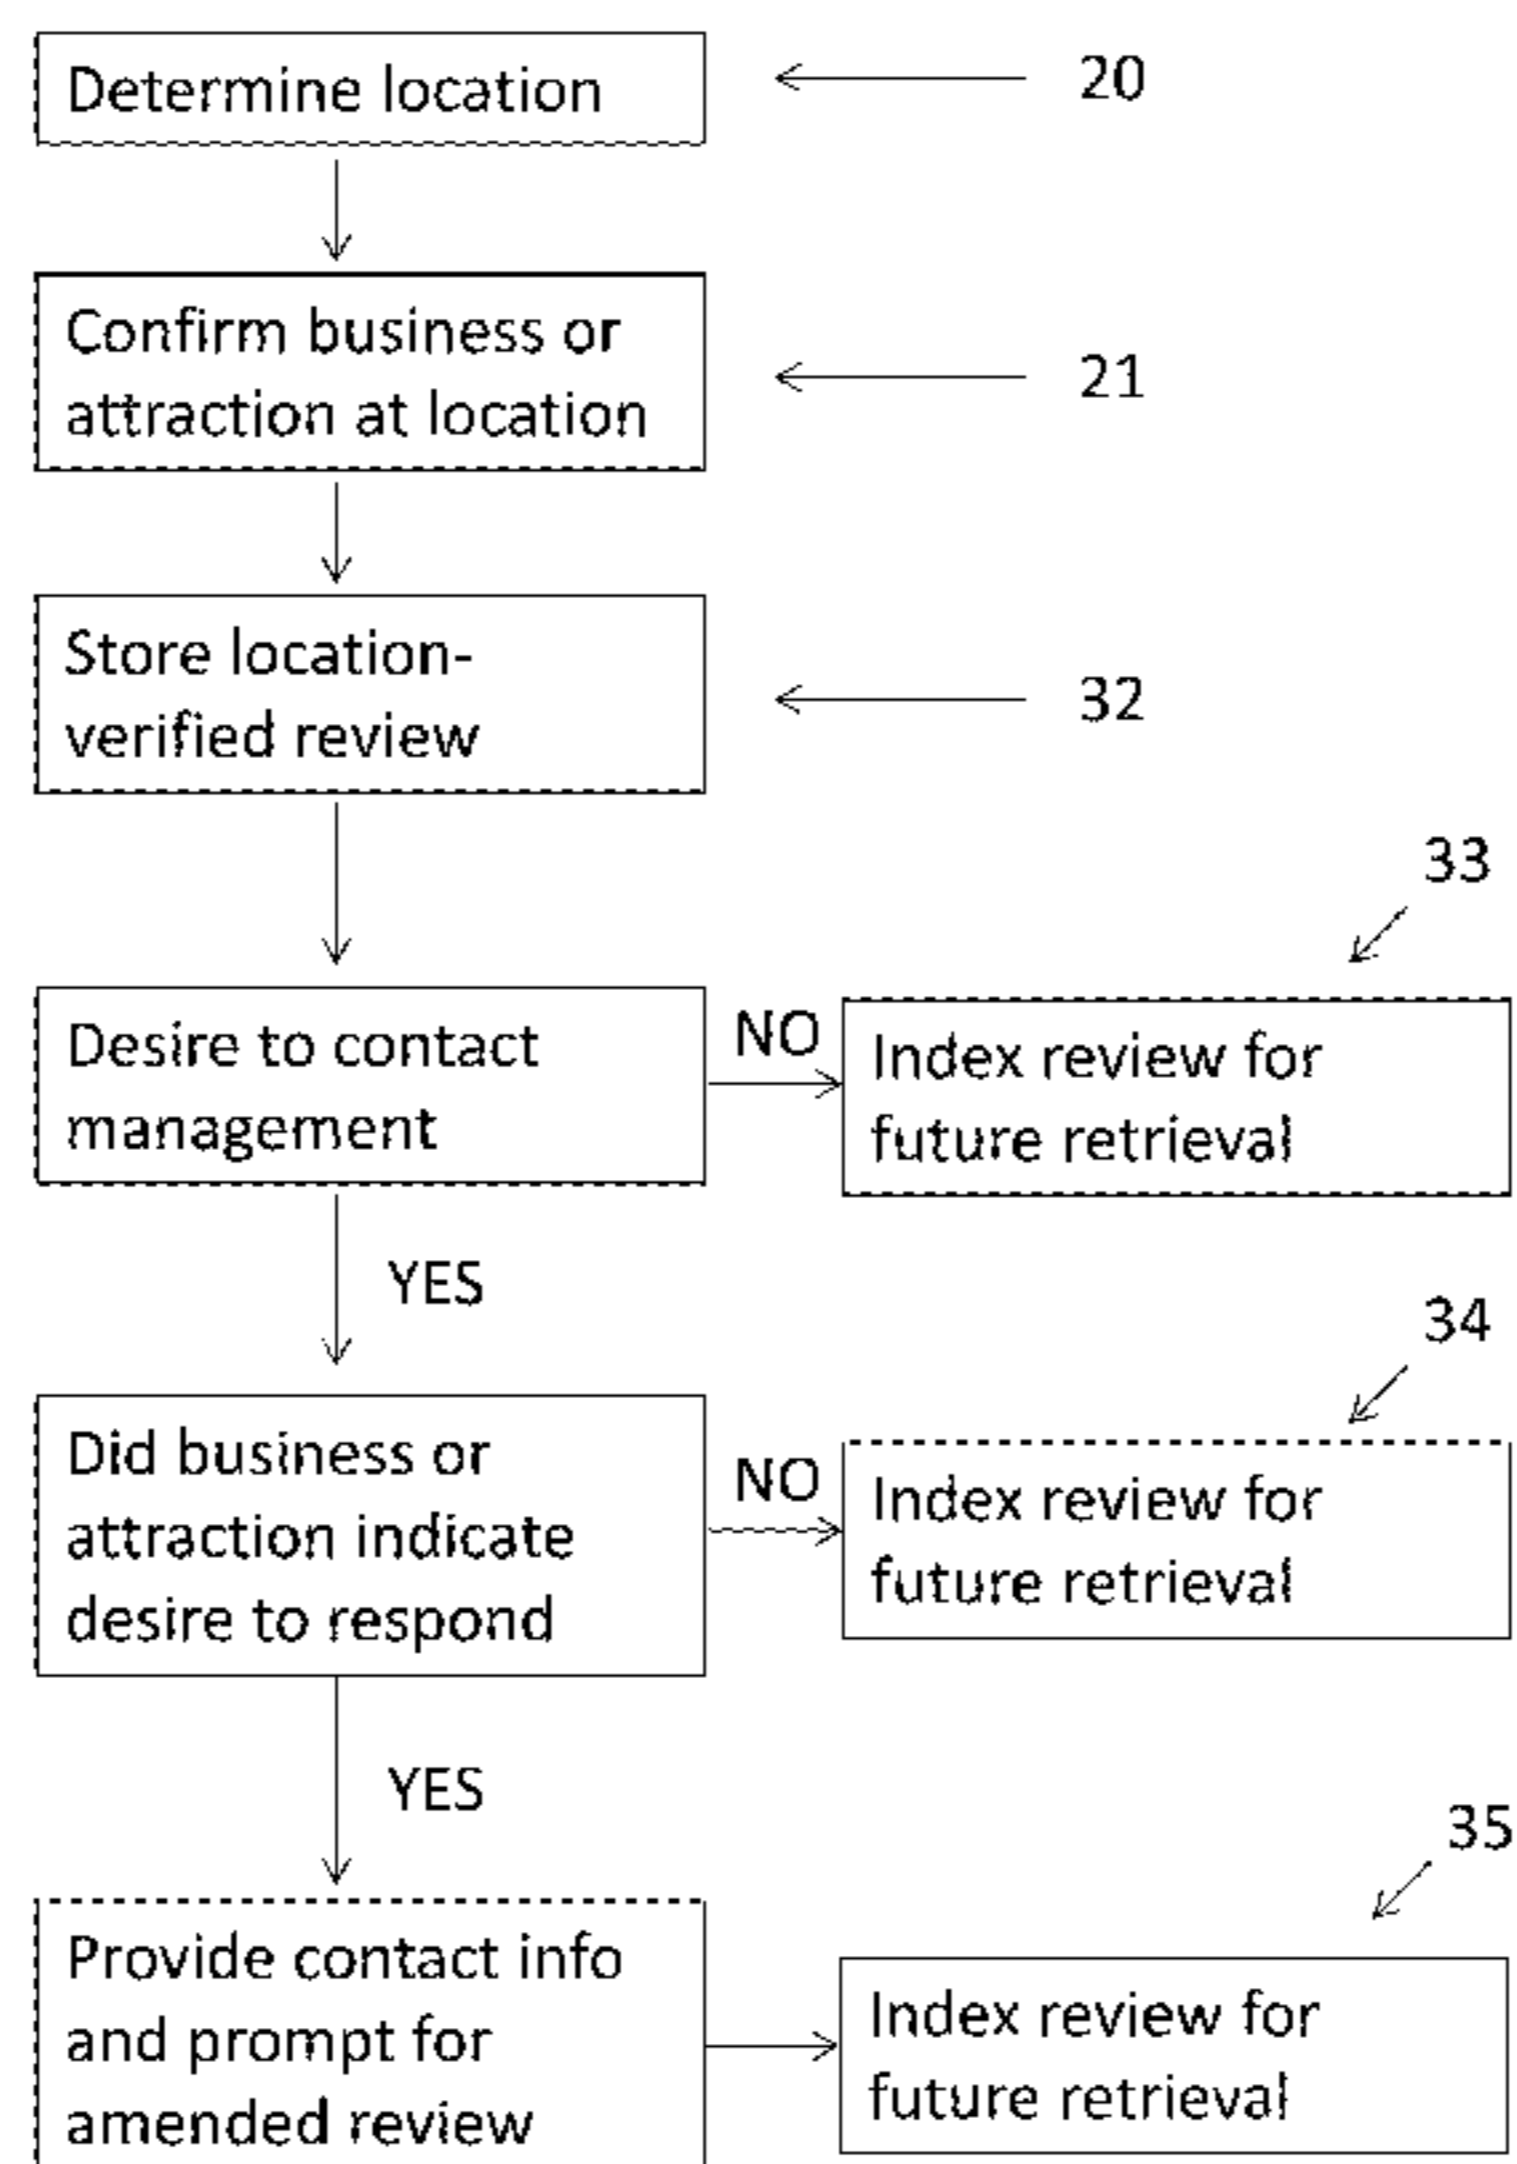 Determine location
20
Confirm business or
attraction at location
21
Store location-
verified review
32
33
Desire to contact
management
NO
Index review for
future retrieval
YES
34
Did business or
attraction indicate
desire to respond
NO
Index review for
future retrieval
YES
35
Provide contact info
and prompt for
amended review
Index review for
future retrieval